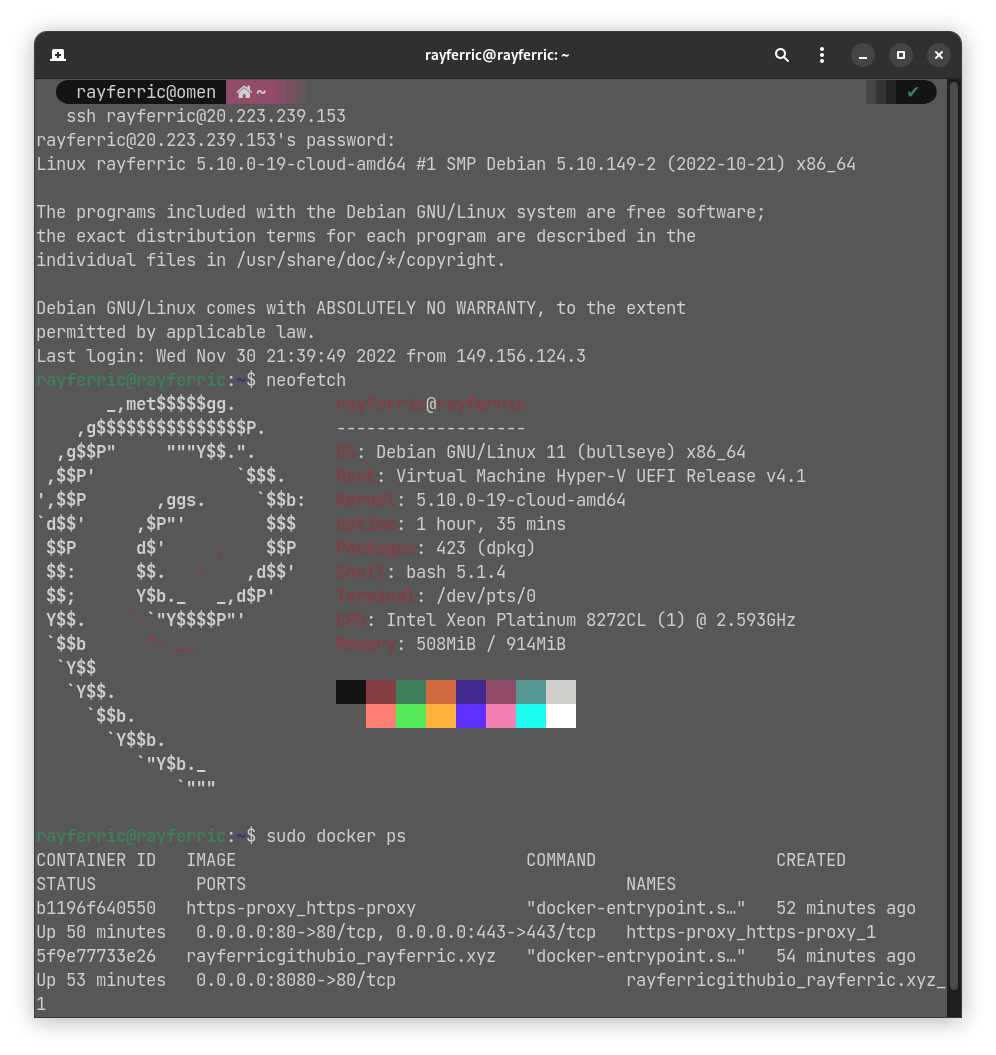 rayferric@rayferric: ~
rayferric@omen ~ ✔
ssh rayferric@20.223.239.153
rayferric@20.223.239.153's password:
Linux rayferric 5.10.0-19-cloud-amd64 #1 SMP Debian 5.10.149-2 (2022-10-21) x86_64
The programs included with the Debian GNU/Linux system are free software;
the exact distribution terms for each program are described in the
individual files in /usr/share/doc/*/copyright.
Debian GNU/Linux comes with ABSOLUTELY NO WARRANTY, to the extent
permitted by applicable law.
Last login: Wed Nov 30 21:39:49 2022 from 149.156.124.3
rayferric@rayferric:~$ neofetch
       _,met$$$$$gg.          rayferric@rayferric
    ,g$$$$$$$$$$$$$$$P.       -------------------
  ,g$$P"     """Y$$.".        OS: Debian GNU/Linux 11 (bullseye) x86_64
 ,$$P'              `$$$.     Host: Virtual Machine Hyper-V UEFI Release v4.1
',$$P       ,ggs.     `$$b:   Kernel: 5.10.0-19-cloud-amd64
`d$$'     ,$P"'   .    $$$    Uptime: 1 hour, 35 mins
 $$P      d$'     ,    $$P    Packages: 423 (dpkg)
 $$:      $$.   -    ,d$$'    Shell: bash 5.1.4
 $$;      Y$b._   _,d$P'      Terminal: /dev/pts/0
 Y$$.    `.`"Y$$$$P"'         CPU: Intel Xeon Platinum 8272CL (1) @ 2.593GHz
 `$$b      "-.__              Memory: 508MiB / 914MiB
  `Y$$
   `Y$$.
     `$$b.
       `Y$$b.
          `"Y$b._
              `"""
rayferric@rayferric:~$ sudo docker ps
CONTAINER ID   IMAGE                             COMMAND                  CREATED
STATUS          PORTS                                      NAMES
b1196f640550   https-proxy_https-proxy           "docker-entrypoint.s…"   52 minutes ago
Up 50 minutes   0.0.0.0:80->80/tcp, 0.0.0.0:443->443/tcp   https-proxy_https-proxy_1
5f9e77733e26   rayferricgithubio_rayferric.xyz   "docker-entrypoint.s…"   54 minutes ago
Up 53 minutes   0.0.0.0:8080->80/tcp                       rayferricgithubio_rayferric.xyz_
1